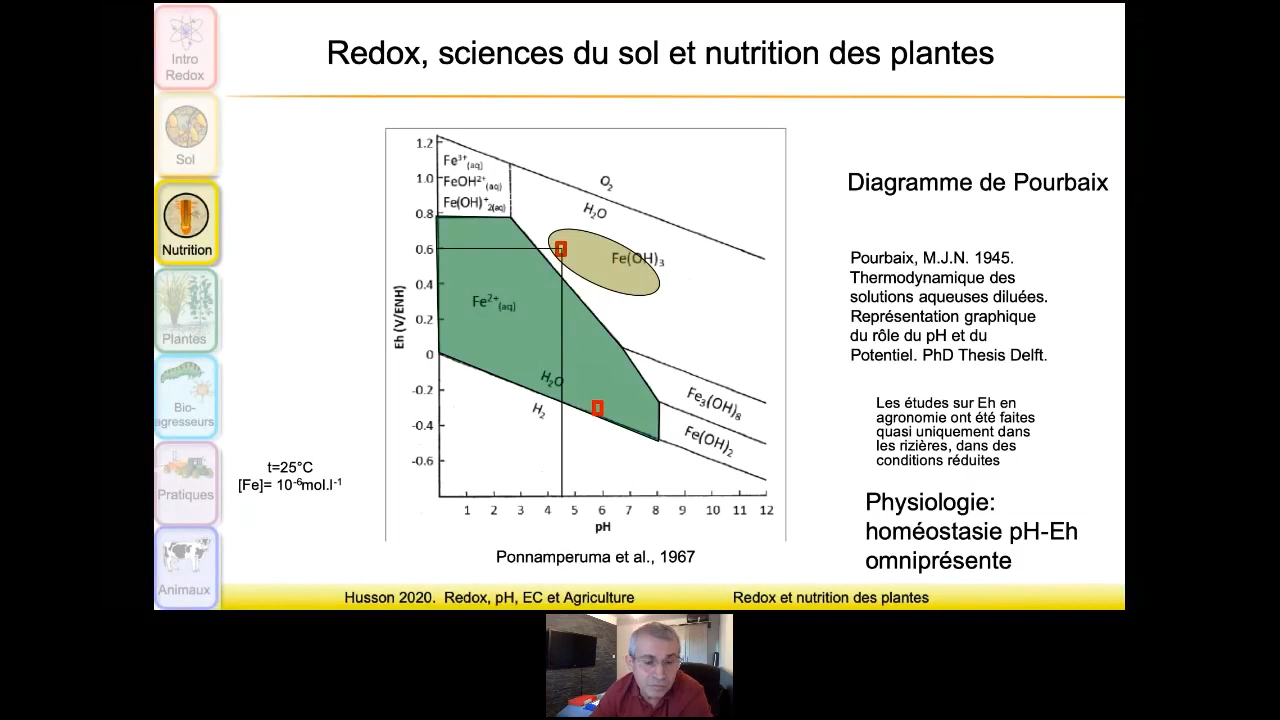 Redox, sciences du sol et nutrition des plantes
Intro
Redox
Sol
Nutrition
Plantes
Bio-
agresseurs
Pratiques
Animaux
t=25°C
[Fe]= 10⁻⁶mol.l⁻¹
Eh (V/ENH)
1.2
1.0
0.8
0.6
0.4
0.2
0
-0.2
-0.4
-0.6
Fe³⁺(aq)
FeOH²⁺(aq)
Fe(OH)⁺2(aq)
O₂
H₂O
Fe(OH)₃
Fe²⁺(aq)
H₂O
H₂
Fe₃(OH)₈
Fe(OH)₂
1 2 3 4 5 6 7 8 9 10 11 12
pH
Ponnamperuma et al., 1967
Diagramme de Pourbaix
Pourbaix, M.J.N. 1945.
Thermodynamique des
solutions aqueuses diluées.
Représentation graphique
du rôle du pH et du
Potentiel. PhD Thesis Delft.
Les études sur Eh en
agronomie ont été faites
quasi uniquement dans
les rizières, dans des
conditions réduites
Physiologie:
homéostasie pH-Eh
omniprésente
Husson 2020. Redox, pH, EC et Agriculture
Redox et nutrition des plantes